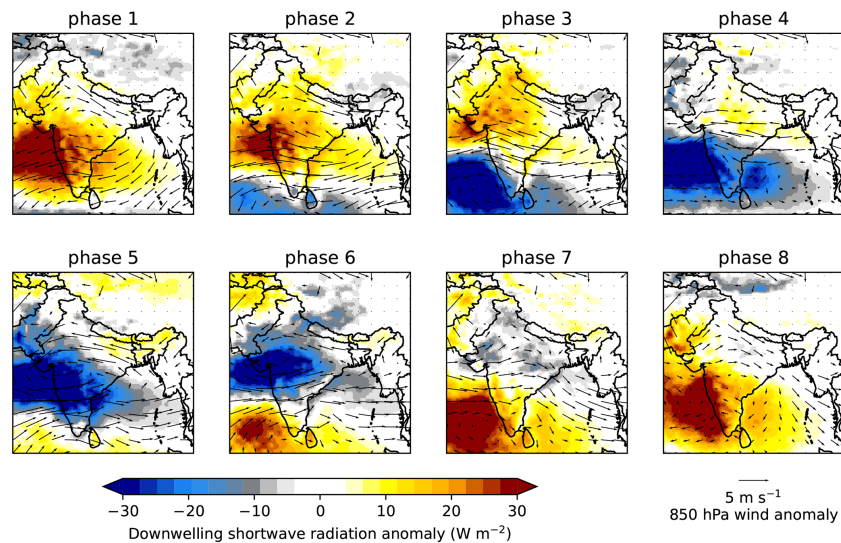 phase 1
phase 2
phase 3
phase 4
phase 5
phase 6
phase 7
phase 8
−30 −20 −10 0 10 20 30
Downwelling shortwave radiation anomaly (W m⁻²)
5 m s⁻¹
850 hPa wind anomaly